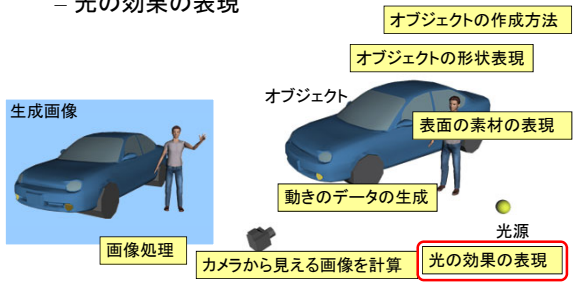 – 光の効果の表現
オブジェクトの作成方法
オブジェクトの形状表現
オブジェクト
生成画像
表面の素材の表現
動きのデータの生成
光源
画像処理
カメラから見える画像を計算
光の効果の表現